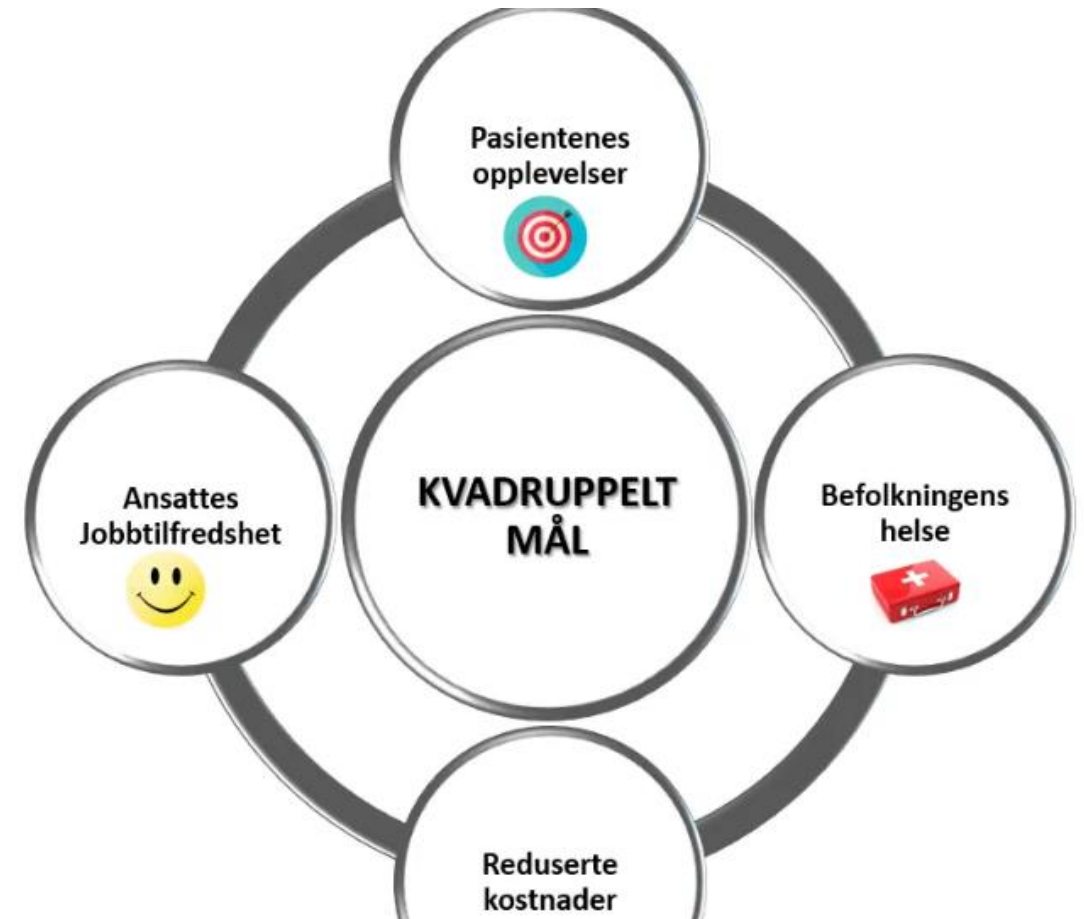 Pasientenes
opplevelser
Ansattes
Jobbtilfredshet
KVADRUPPELT
MÅL
Befolkningens
helse
Reduserte
kostnader